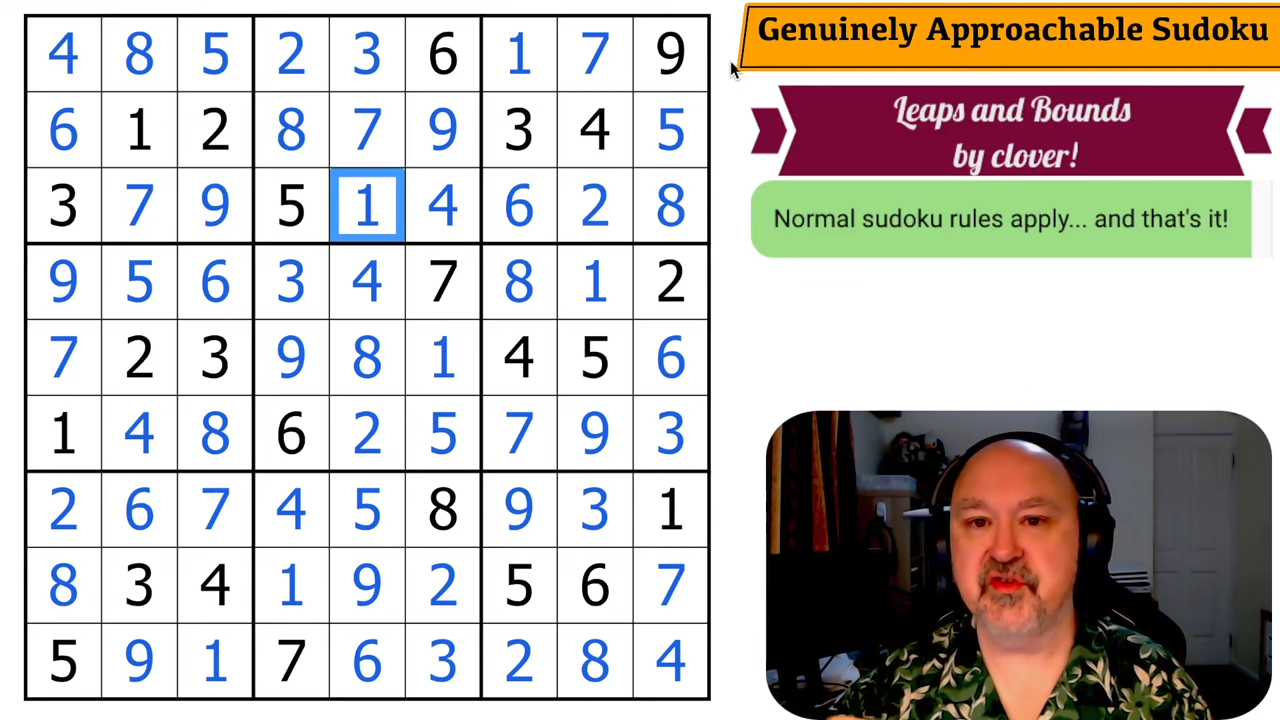 4 8 5 2 3 6 1 7 9
6 1 2 8 7 9 3 4 5
3 7 9 5 1 4 6 2 8
9 5 6 3 4 7 8 1 2
7 2 3 9 8 1 4 5 6
1 4 8 6 2 5 7 9 3
2 6 7 4 5 8 9 3 1
8 3 4 1 9 2 5 6 7
5 9 1 7 6 3 2 8 4
Genuinely Approachable Sudoku
Leaps and Bounds
by clover!
Normal sudoku rules apply... and that's it!